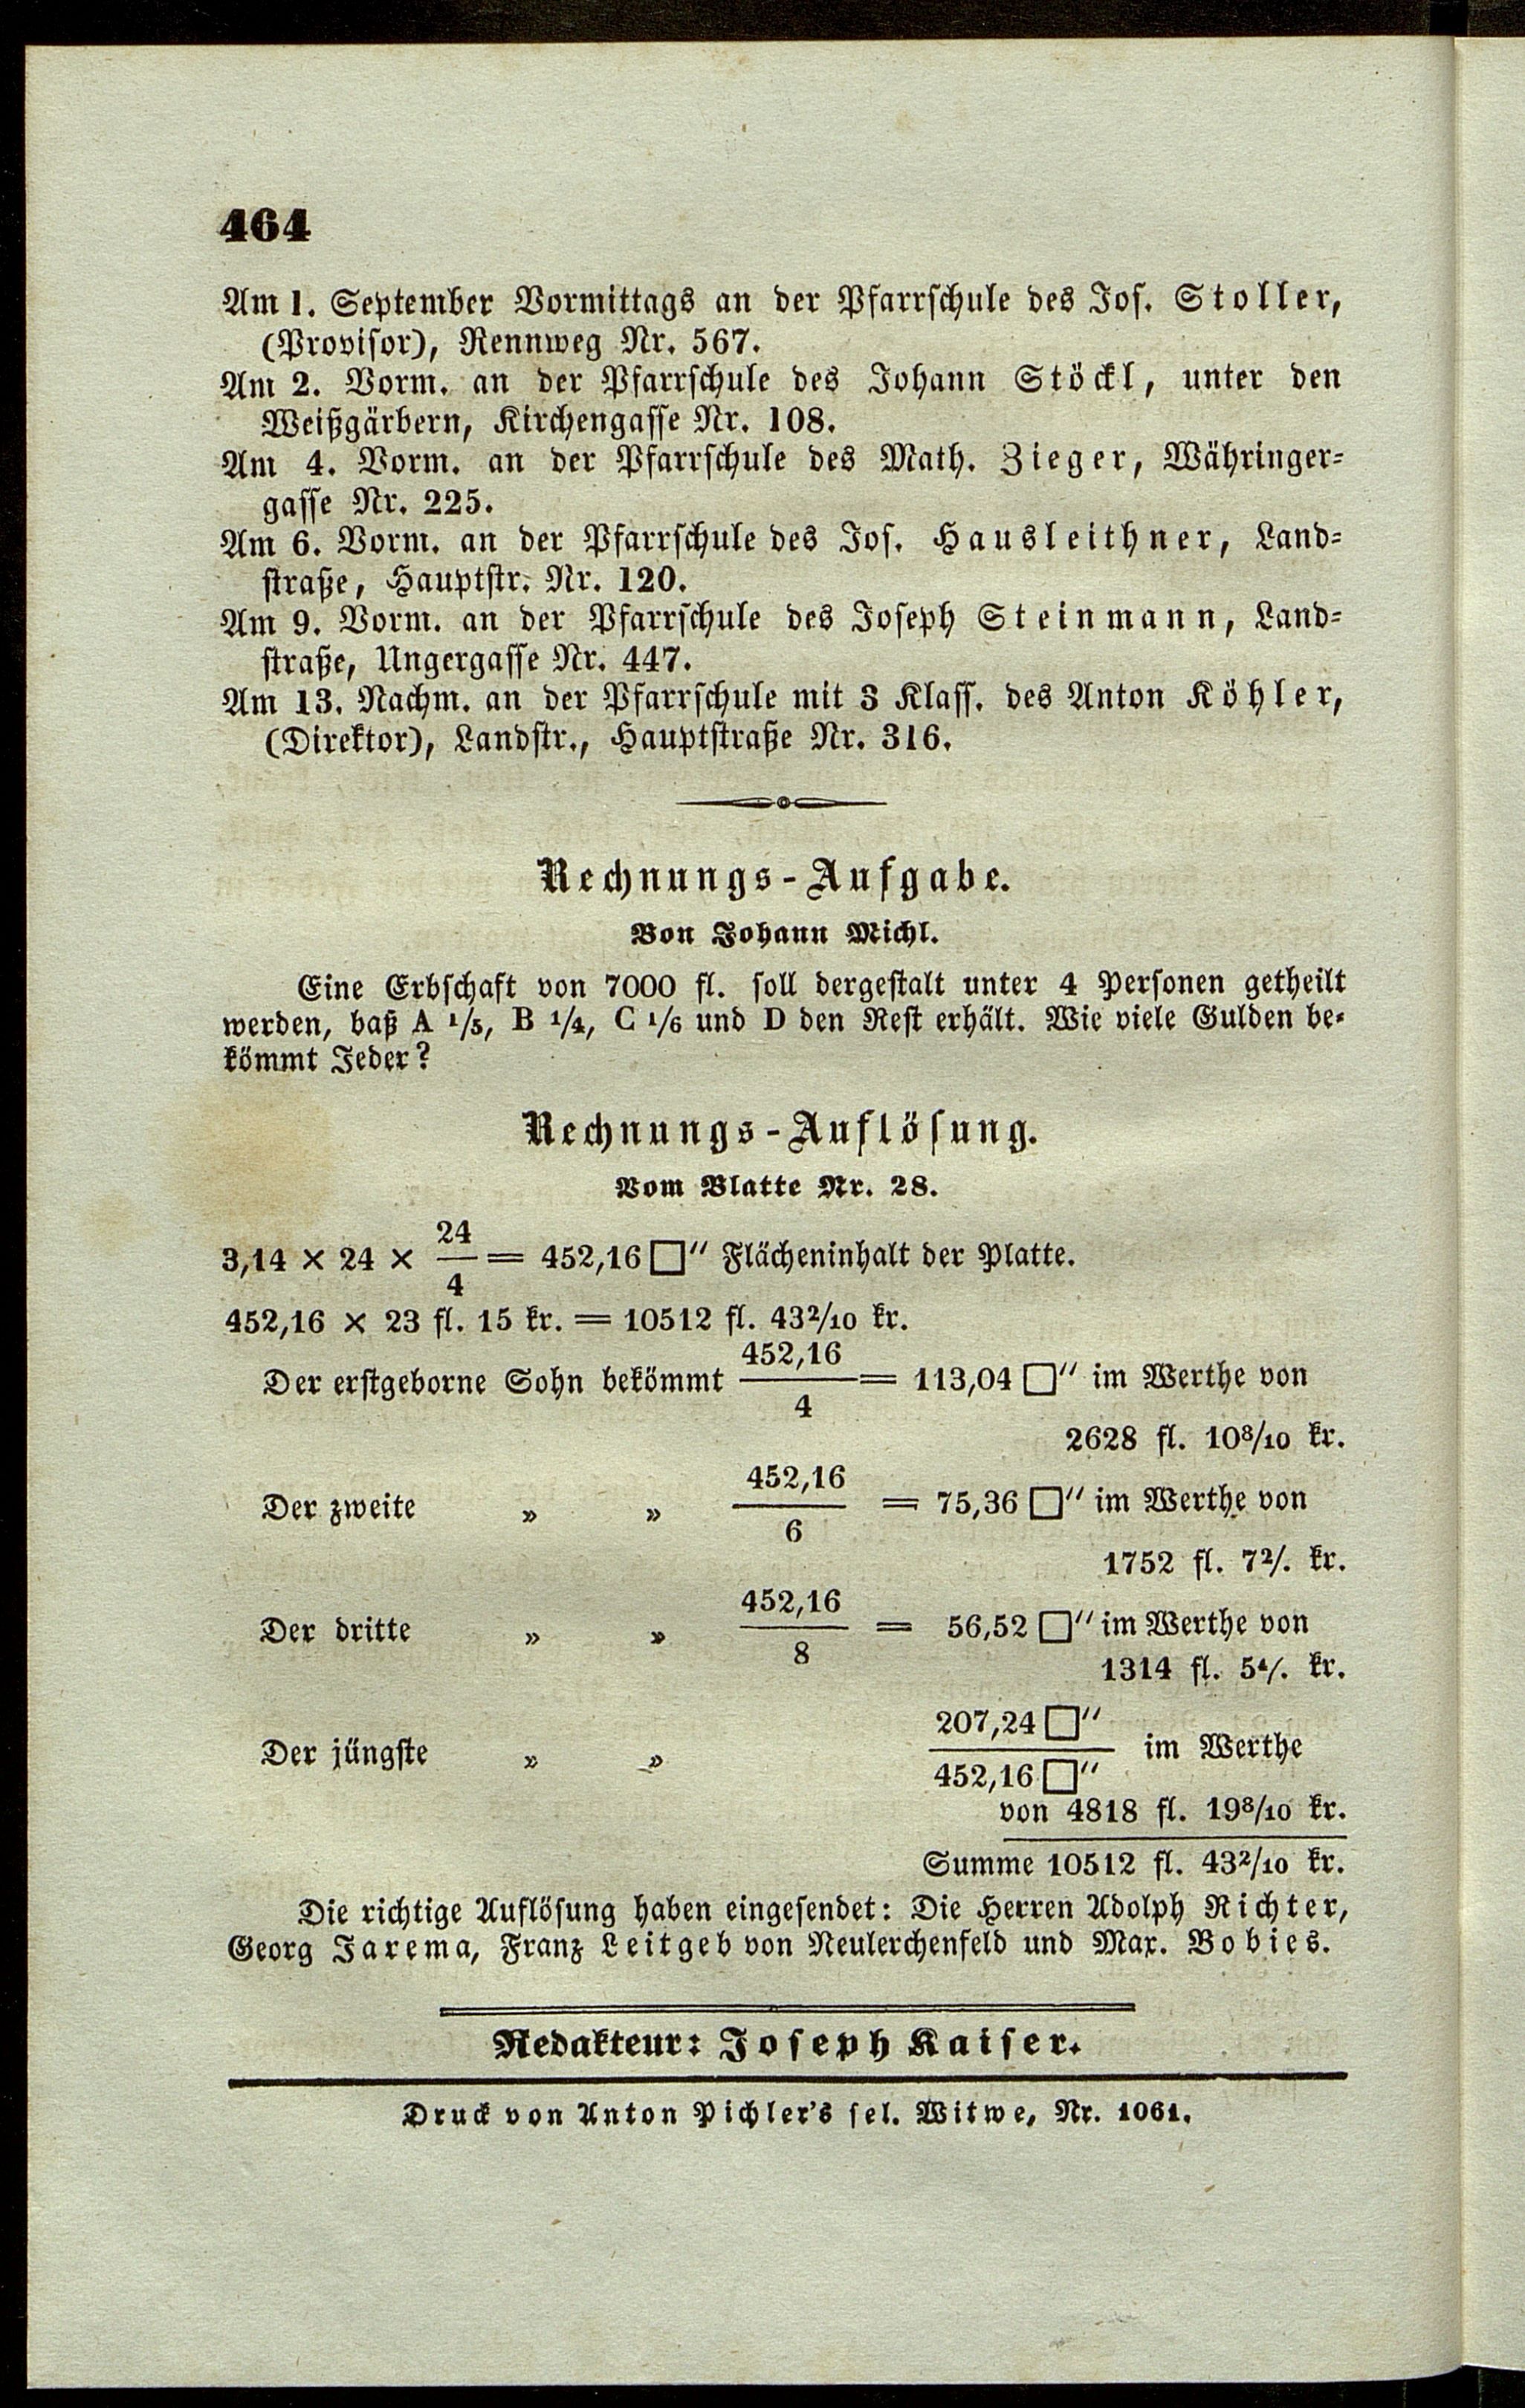 464
Am 1. September Vormittags an der Pfarrschule des Jos. Stoller,
(Provisor), Rennweg Nr. 567.
Am 2. Vorm. an der Pfarrschule des Johann Stöckl, unter den
Weißgärbern, Kirchengasse Nr. 108.
Am 4. Vorm. an der Pfarrschule des Math. Zieger, Währinger-
gasse Nr. 225.
Am 6. Vorm. an der Pfarrschule des Jos. Hausleithner, Land-
straße, Hauptstr. Nr. 120.
Am 9. Vorm. an der Pfarrschule des Joseph Steinmann, Land-
straße, Ungergasse Nr. 447.
Am 13. Nachm. an der Pfarrschule mit 3 Klass. des Anton Köhler,
(Direktor), Landstr., Hauptstraße Nr. 316.
Rechnungs-Aufgabe.
Von Johann Michl.
Eine Erbschaft von 7000 fl. soll dergestalt unter 4 Personen getheilt
werden, baß A 1/5, B 1/4, C 1/6 und D den Rest erhält. Wie viele Gulden be-
kömmt Jeder?
Rechnungs-Auflösung.
Vom Blatte Nr. 28.
3,14 × 24 × 24/4 = 452,16 □" Flächeninhalt der Platte.
452,16 × 23 fl. 15 kr. = 10512 fl. 43 2/10 kr.
Der erstgeborne Sohn bekömmt 452,16/4 = 113,04 □" im Werthe von
2628 fl. 10 8/10 kr.
Der zweite » » 452,16/6 = 75,36 □" im Werthe von
1752 fl. 7 2/. kr.
Der dritte » » 452,16/8 = 56,52 □" im Werthe von
1314 fl. 5 4/. kr.
Der jüngste » » 207,24 □"/452,16 □" im Werthe
von 4818 fl. 19 8/10 kr.
Summe 10512 fl. 43 2/10 kr.
Die richtige Auflösung haben eingesendet: Die Herren Adolph Richter,
Georg Jarema, Franz Leitgeb von Neulerchenfeld und Max. Bobies.
Redakteur: Joseph Kaiser.
Druck von Anton Pichler's sel. Witwe, Nr. 1061.